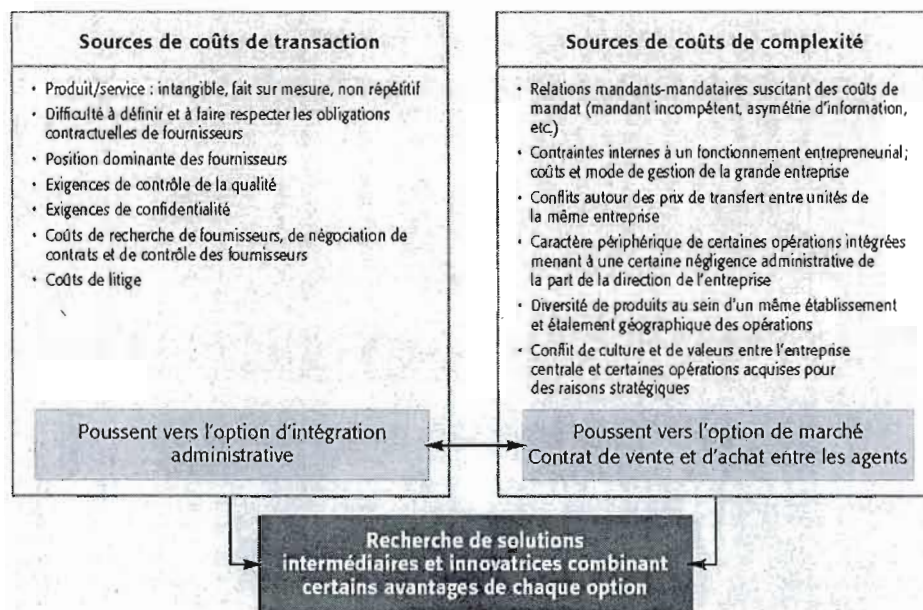 Sources de coûts de transaction
• Produit/service : intangible, fait sur mesure, non répétitif
• Difficulté à définir et à faire respecter les obligations
contractuelles de fournisseurs
• Position dominante des fournisseurs
• Exigences de contrôle de la qualité
• Exigences de confidentialité
• Coûts de recherche de fournisseurs, de négociation de
contrats et de contrôle des fournisseurs
• Coûts de litige
Poussent vers l'option d'intégration
administrative
Sources de coûts de complexité
• Relations mandants-mandataires suscitant des coûts de
mandat (mandant incompétent, asymétrie d'information,
etc.)
• Contraintes internes à un fonctionnement entrepreneurial;
coûts et mode de gestion de la grande entreprise
• Conflits autour des prix de transfert entre unités de
la même entreprise
• Caractère périphérique de certaines opérations intégrées
menant à une certaine négligence administrative de
la part de la direction de l'entreprise
• Diversité de produits au sein d'un même établissement
et étalement géographique des opérations
• Conflit de culture et de valeurs entre l'entreprise
centrale et certaines opérations acquises pour
des raisons stratégiques
Poussent vers l'option de marché
Contrat de vente et d'achat entre les agents
Recherche de solutions
intermédiaires et innovatrices combinant
certains avantages de chaque option